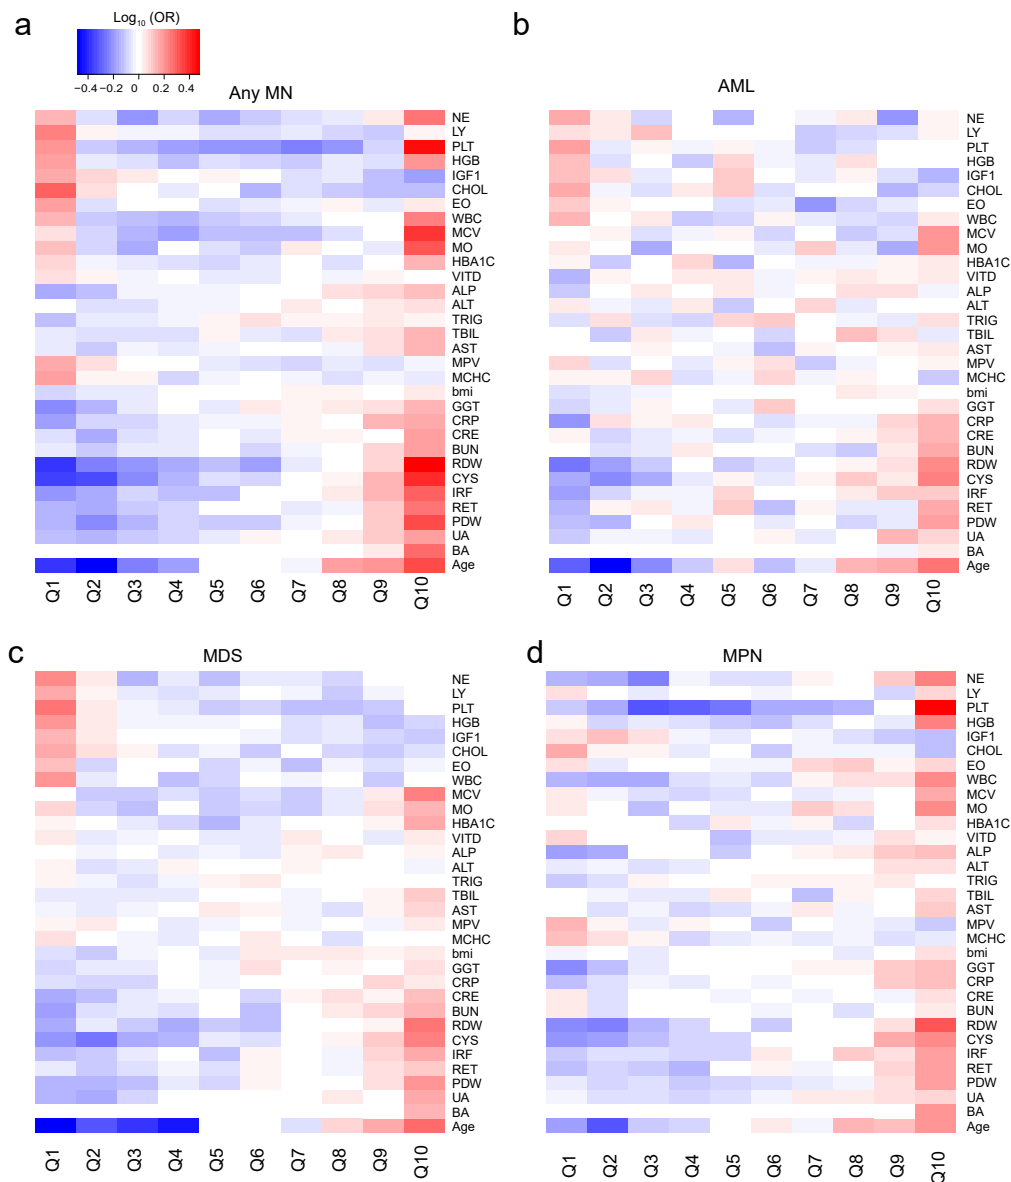 a
Log10 (OR)
−0.4 −0.2 0 0.2 0.4
Any MN
NE
LY
PLT
HGB
IGF1
CHOL
EO
WBC
MCV
MO
HBA1C
VITD
ALP
ALT
TRIG
TBIL
AST
MPV
MCHC
bmi
GGT
CRP
CRE
BUN
RDW
CYS
IRF
RET
PDW
UA
BA
Age
Q1 Q2 Q3 Q4 Q5 Q6 Q7 Q8 Q9 Q10
b
AML
NE
LY
PLT
HGB
IGF1
CHOL
EO
WBC
MCV
MO
HBA1C
VITD
ALP
ALT
TRIG
TBIL
AST
MPV
MCHC
bmi
GGT
CRP
CRE
BUN
RDW
CYS
IRF
RET
PDW
UA
BA
Age
Q1 Q2 Q3 Q4 Q5 Q6 Q7 Q8 Q9 Q10
c
MDS
NE
LY
PLT
HGB
IGF1
CHOL
EO
WBC
MCV
MO
HBA1C
VITD
ALP
ALT
TRIG
TBIL
AST
MPV
MCHC
bmi
GGT
CRP
CRE
BUN
RDW
CYS
IRF
RET
PDW
UA
BA
Age
Q1 Q2 Q3 Q4 Q5 Q6 Q7 Q8 Q9 Q10
d
MPN
NE
LY
PLT
HGB
IGF1
CHOL
EO
WBC
MCV
MO
HBA1C
VITD
ALP
ALT
TRIG
TBIL
AST
MPV
MCHC
bmi
GGT
CRP
CRE
BUN
RDW
CYS
IRF
RET
PDW
UA
BA
Age
Q1 Q2 Q3 Q4 Q5 Q6 Q7 Q8 Q9 Q10